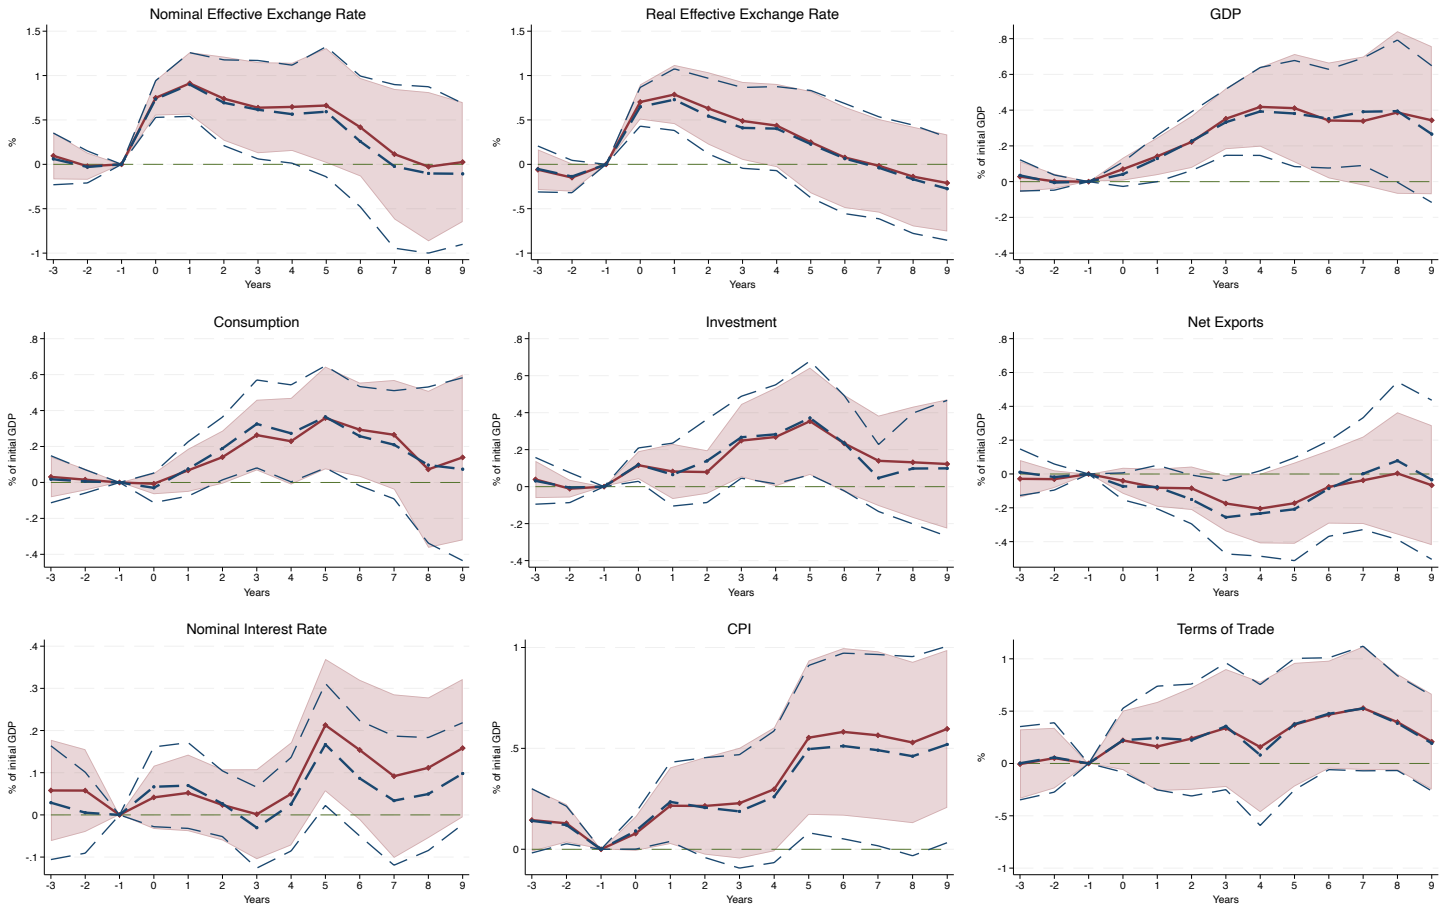 Nominal Effective Exchange Rate
1.5
1
.5
0
-.5
-1
%
-3 -2 -1 0 1 2 3 4 5 6 7 8 9
Years
Real Effective Exchange Rate
1.5
1
.5
0
-.5
-1
%
-3 -2 -1 0 1 2 3 4 5 6 7 8 9
Years
GDP
.8
.6
.4
.2
0
-.2
-.4
% of initial GDP
-3 -2 -1 0 1 2 3 4 5 6 7 8 9
Years
Consumption
.8
.6
.4
.2
0
-.2
-.4
% of initial GDP
-3 -2 -1 0 1 2 3 4 5 6 7 8 9
Years
Investment
.8
.6
.4
.2
0
-.2
-.4
% of initial GDP
-3 -2 -1 0 1 2 3 4 5 6 7 8 9
Years
Net Exports
.8
.6
.4
.2
0
-.2
-.4
% of initial GDP
-3 -2 -1 0 1 2 3 4 5 6 7 8 9
Years
Nominal Interest Rate
.4
.3
.2
.1
0
-.1
% of initial GDP
-3 -2 -1 0 1 2 3 4 5 6 7 8 9
Years
CPI
1
.5
0
% of initial GDP
-3 -2 -1 0 1 2 3 4 5 6 7 8 9
Years
Terms of Trade
1
.5
0
-.5
-1
%
-3 -2 -1 0 1 2 3 4 5 6 7 8 9
Years